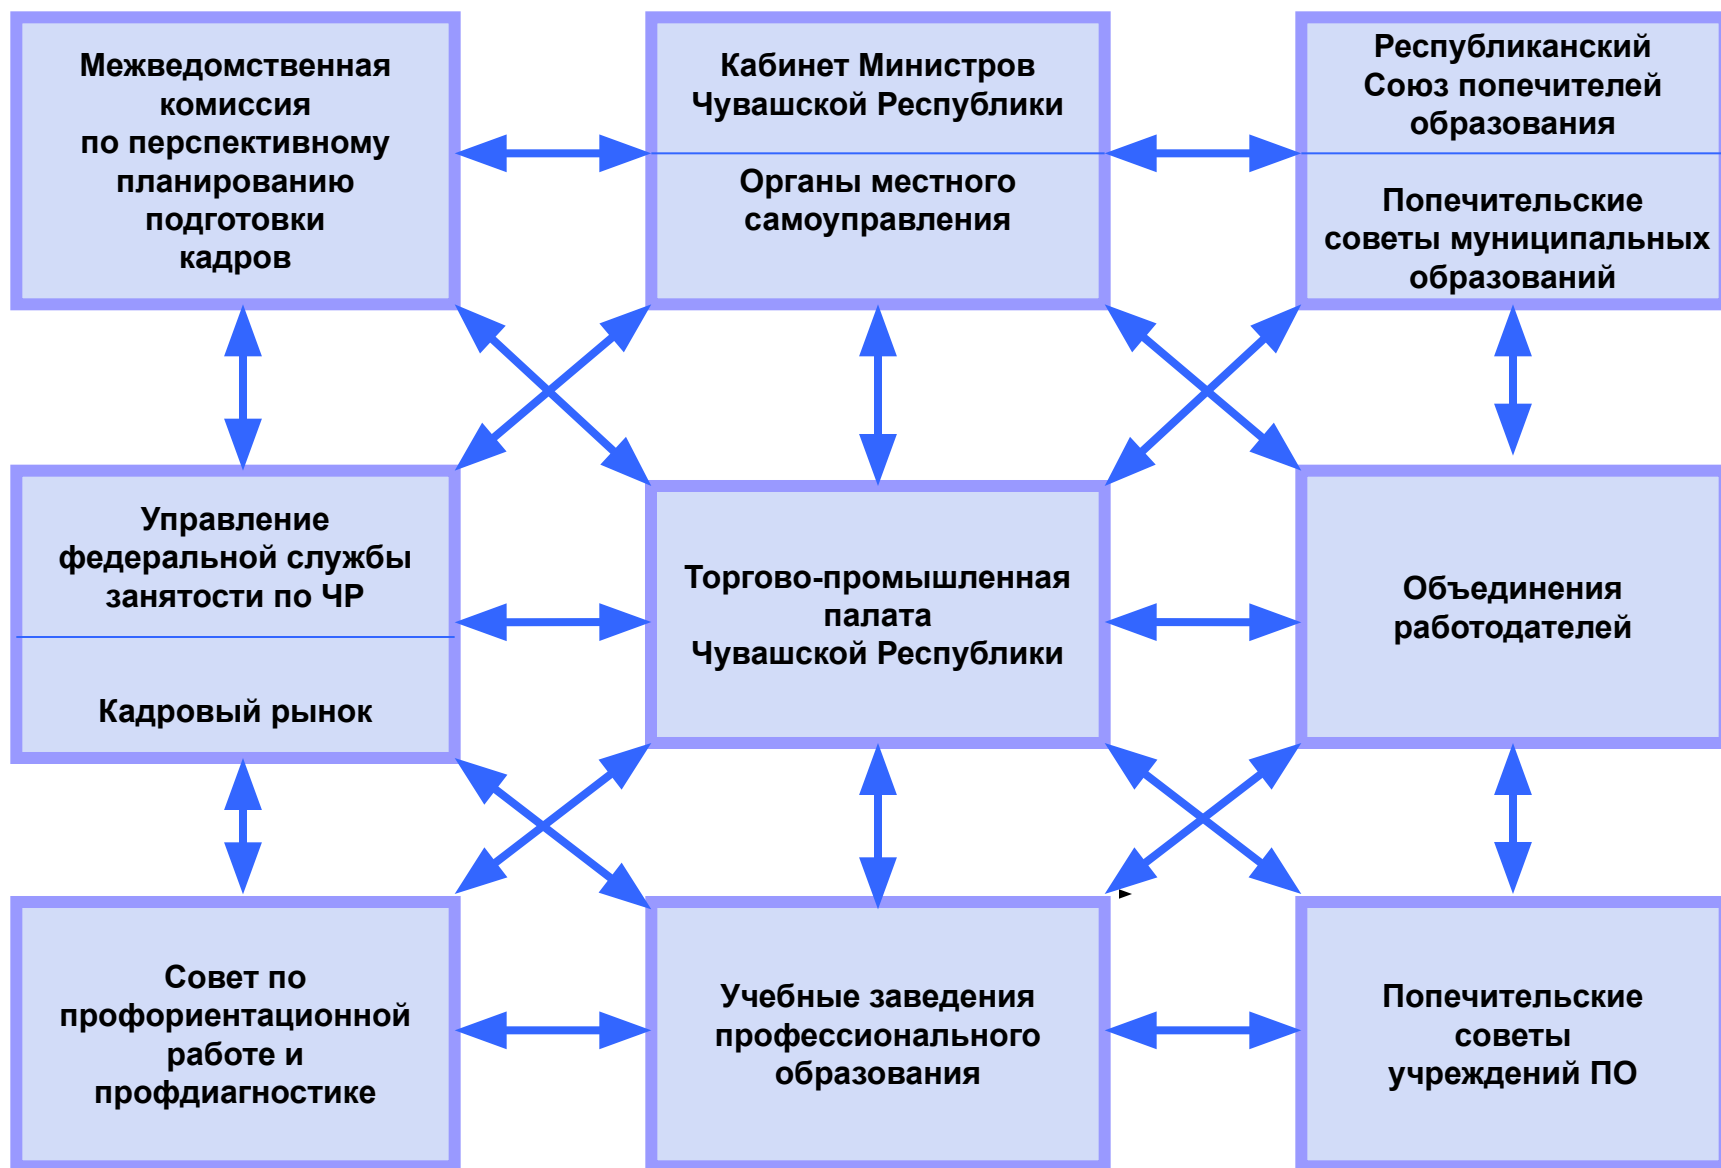 Межведомственная
комиссия
по перспективному
планированию
подготовки
кадров
Кабинет Министров
Чувашской Республики
Органы местного
самоуправления
Республиканский
Союз попечителей
образования
Попечительские
советы муниципальных
образований
Управление
федеральной службы
занятости по ЧР
Кадровый рынок
Торгово-промышленная
палата
Чувашской Республики
Объединения
работодателей
Совет по
профориентационной
работе и
профдиагностике
Учебные заведения
профессионального
образования
Попечительские
советы
учреждений ПО